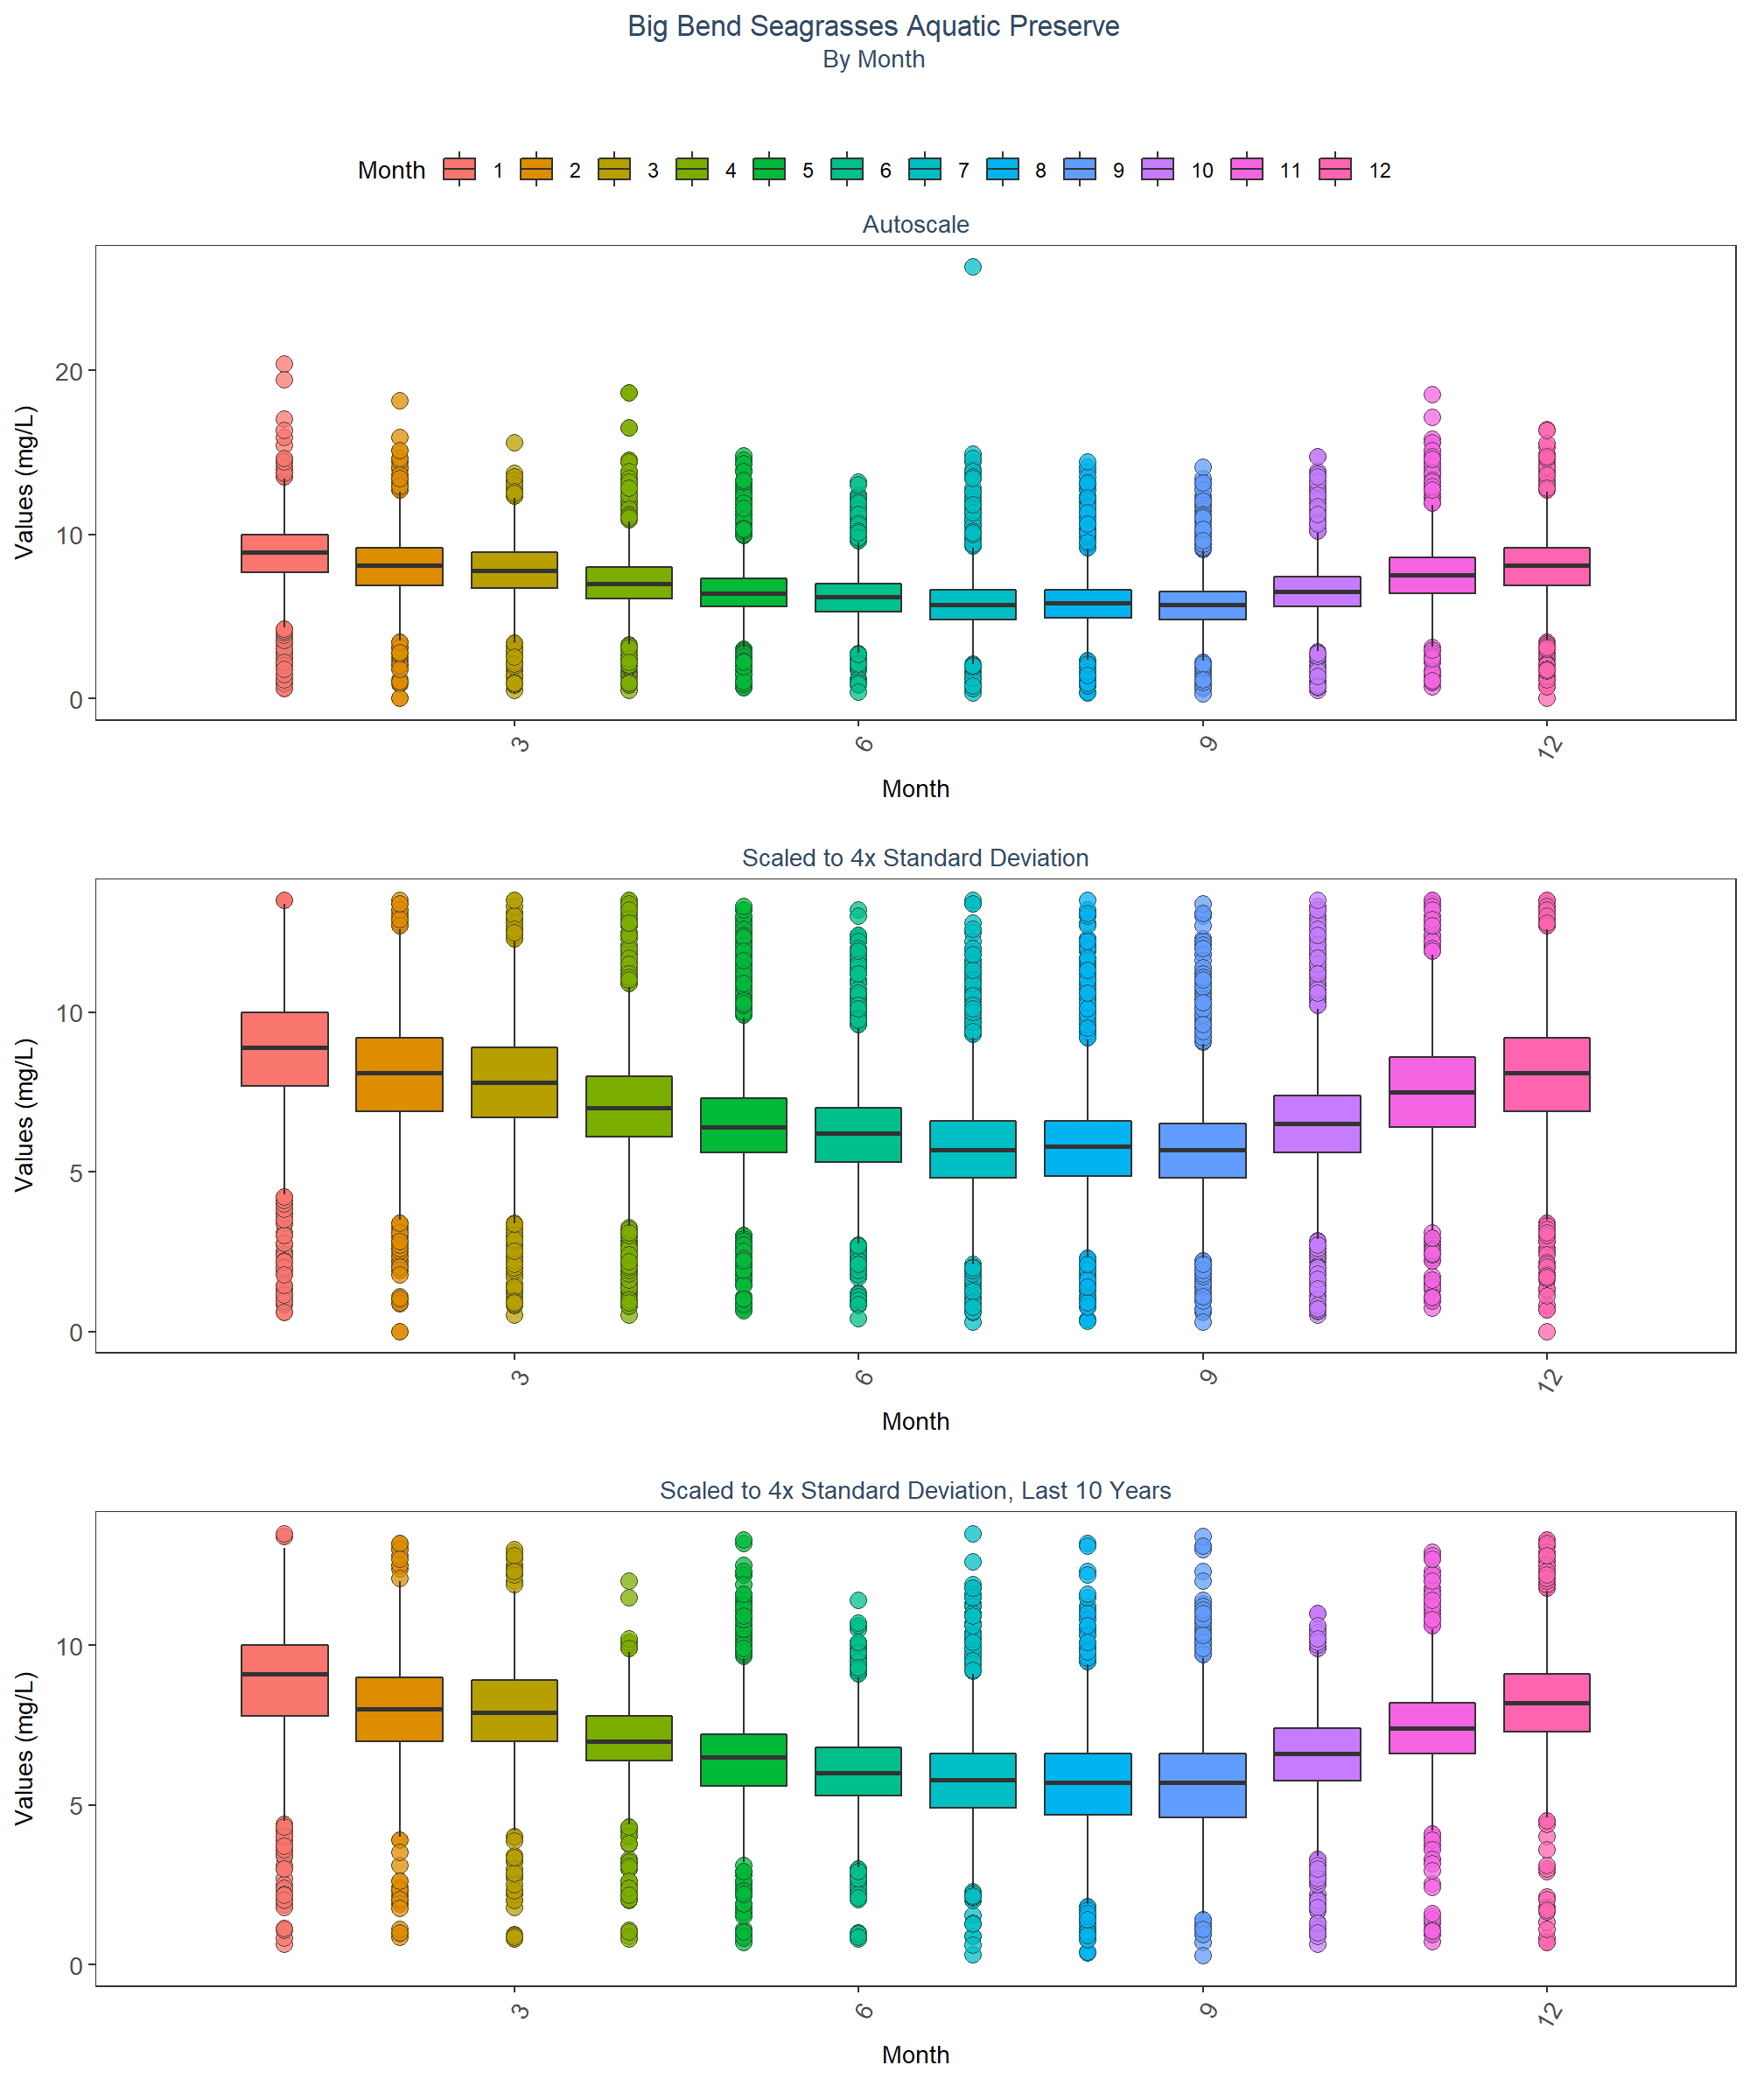 Big Bend Seagrasses Aquatic Preserve
By Month
Month 1 2 3 4 5 6 7 8 9 10 11 12
Autoscale
Values (mg/L)
20
10
0
3 6 9 12
Month
Scaled to 4x Standard Deviation
Values (mg/L)
10
5
0
3 6 9 12
Month
Scaled to 4x Standard Deviation, Last 10 Years
Values (mg/L)
10
5
0
3 6 9 12
Month